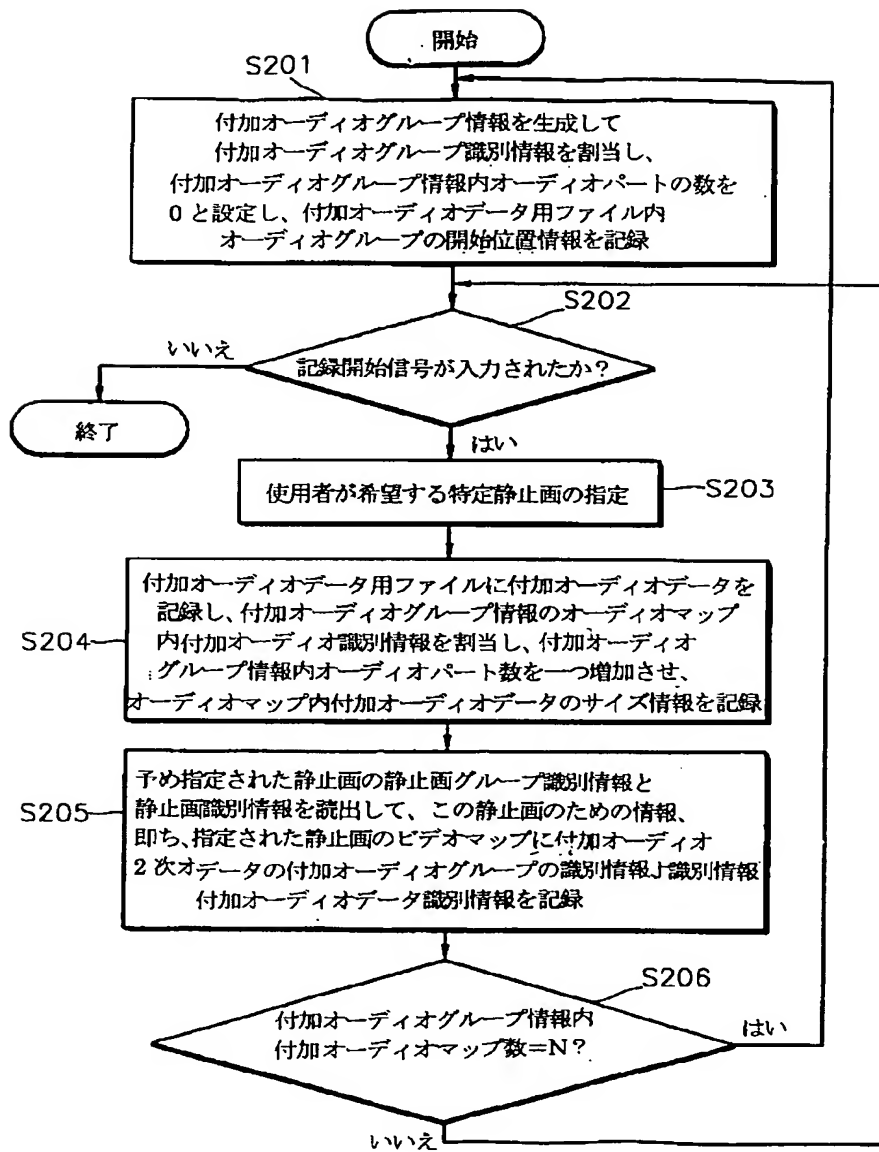 開始
S201
付加オーディオグループ情報を生成して
付加オーディオグループ識別情報を割当し、
付加オーディオグループ情報内オーディオパートの数を
0と設定し、付加オーディオデータ用ファイル内
オーディオグループの開始位置情報を記録
S202
いいえ
記録開始信号が入力されたか？
終了
はい
使用者が希望する特定静止画の指定
S203
付加オーディオデータ用ファイルに付加オーディオデータを
記録し、付加オーディオグループ情報のオーディオマップ
内付加オーディオ識別情報を割当し、付加オーディオ
S204
グループ情報内オーディオパート数を一つ増加させ、
オーディオマップ内付加オーディオデータのサイズ情報を記録
予め指定された静止画の静止画グループ識別情報と
静止画識別情報を読出して、この静止画のための情報、
S205
即ち、指定された静止画のビデオマップに付加オーディオ
2次オデータの付加オーディオグループの識別情報 識別情報
付加オーディオデータ識別情報を記録
S206
付加オーディオグループ情報内
付加オーディオマップ数=N？
はい
いいえ